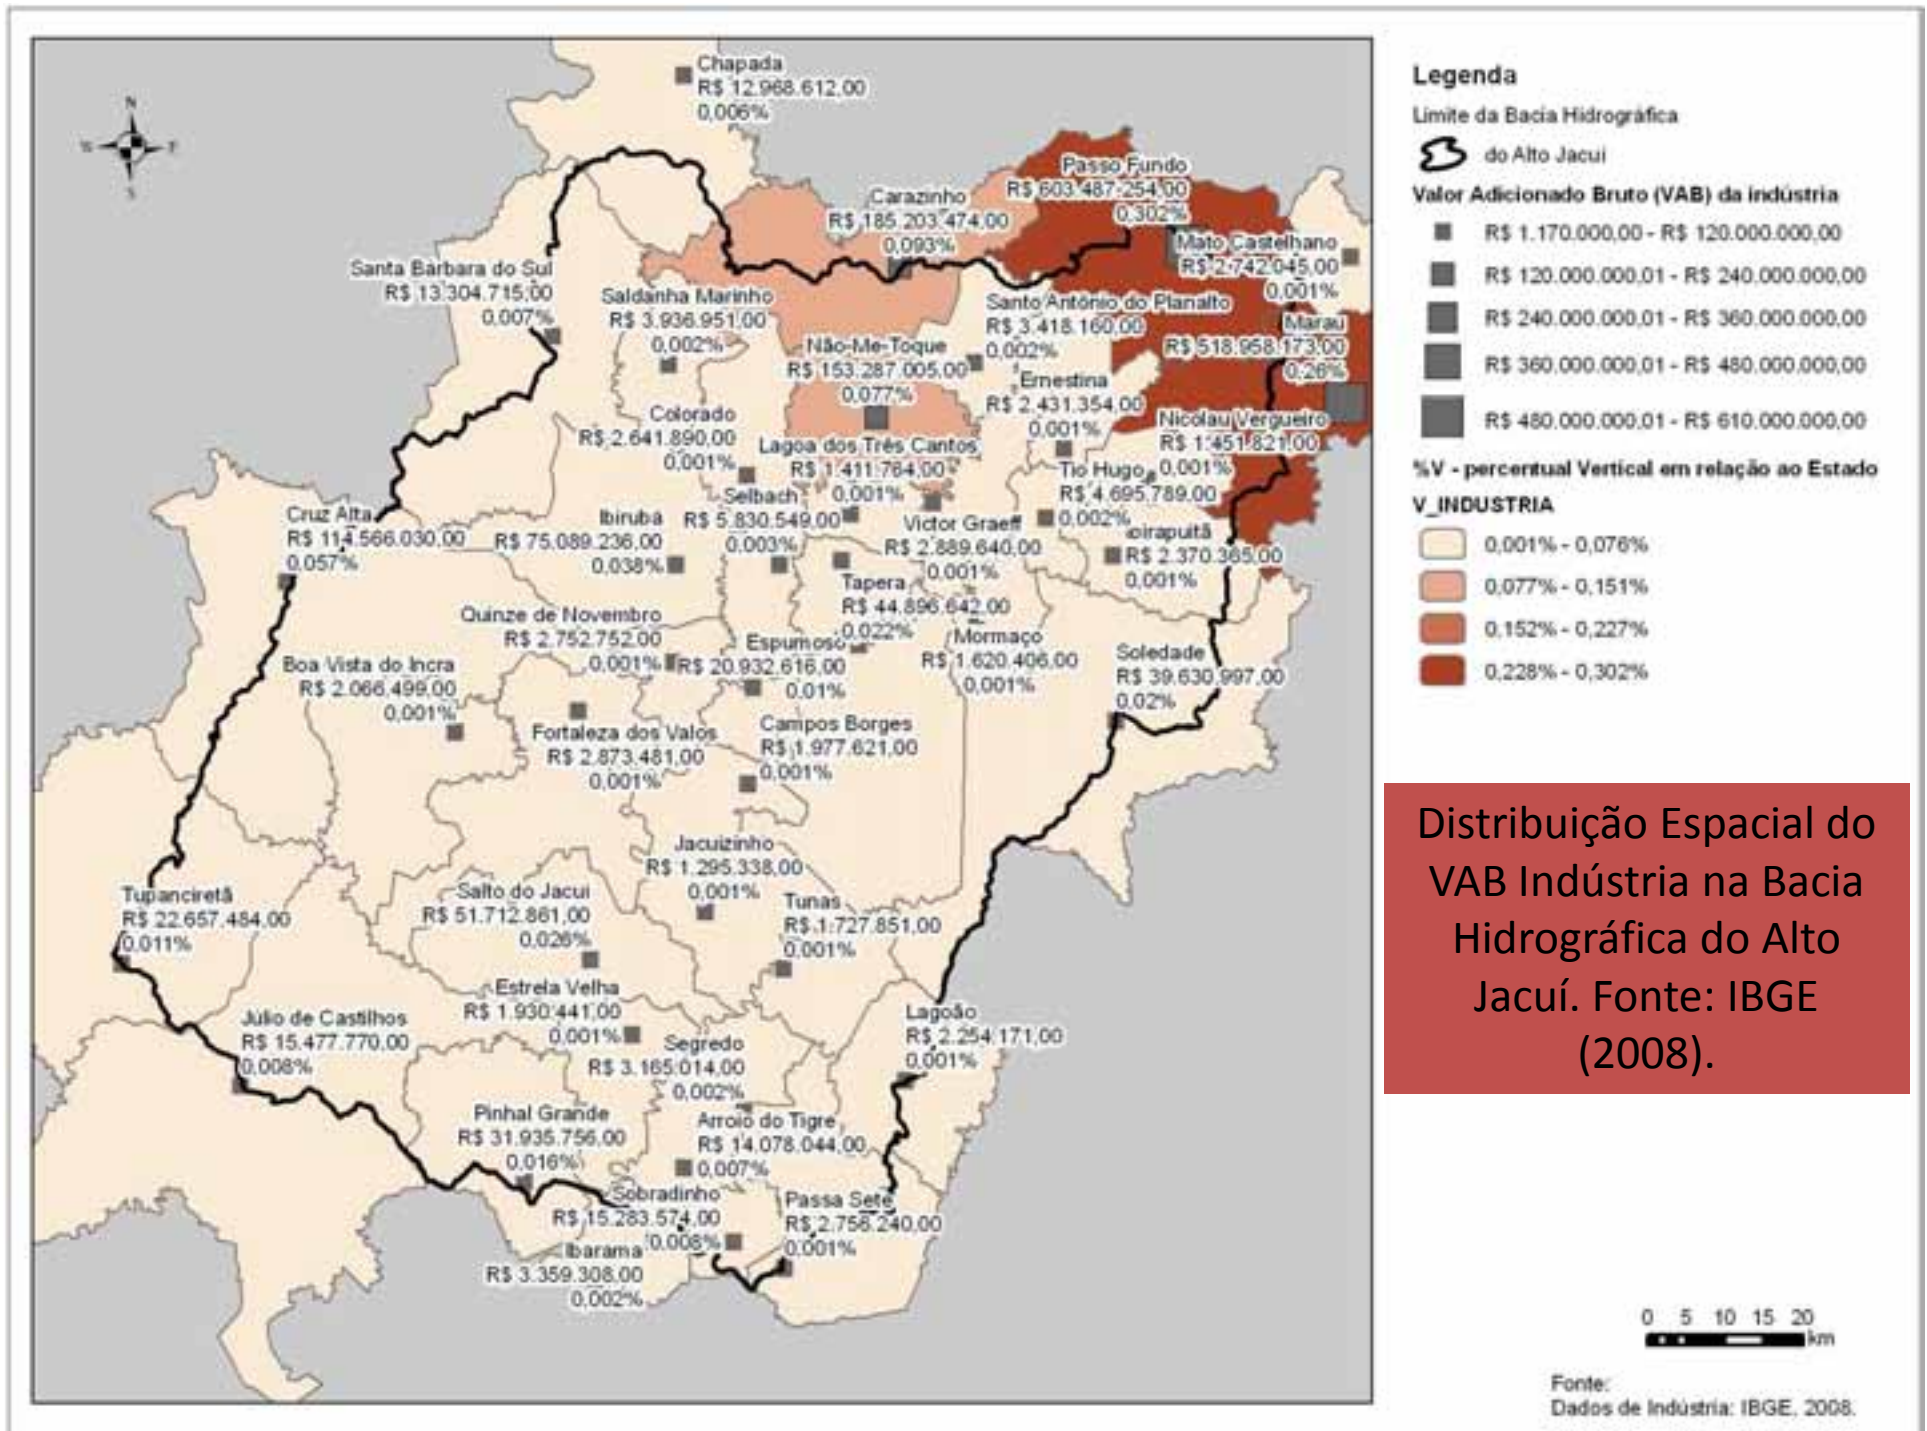 Chapada
R$ 12.968.612,00
0,006%
N
W
E
S
Passo Fundo
R$ 603.487.254,00
0,302%
Carazinho
R$ 185.203.474,00
0,093%
Mato Castelhano
R$ 2.742.045,00
0,001%
Santa Bárbara do Sul
R$ 13.304.715,00
0,007%
Saldanha Marinho
R$ 3.936.951,00
0,002%
Santo Antônio do Planalto
R$ 3.418.160,00
0,002%
Marau
R$ 518.958.173,00
0,26%
Não-Me-Toque
R$ 153.287.005,00
0,077%
Ernestina
R$ 2.431.354,00
0,001%
Colorado
R$ 2.641.890,00
0,001%
Nicolau Vergueiro
R$ 1.451.821,00
0,001%
Lagoa dos Três Cantos
R$ 1.411.764,00
0,001%
Tio Hugo
R$ 4.695.789,00
0,002%
Selbach
R$ 5.830.549,00
0,003%
Cruz Alta
R$ 114.566.030,00
0,057%
Ibirubá
R$ 75.089.236,00
0,038%
Victor Graeff
R$ 2.889.640,00
0,001%
birapuitã
R$ 2.370.365,00
0,001%
Tapera
R$ 44.896.642,00
0,022%
Quinze de Novembro
R$ 2.752.752,00
0,001%
Espumoso
R$ 20.932.616,00
0,01%
Mormaço
R$ 1.620.406,00
0,001%
Soledade
R$ 39.630.997,00
0,02%
Boa Vista do Incra
R$ 2.066.499,00
0,001%
Fortaleza dos Valos
R$ 2.873.481,00
0,001%
Campos Borges
R$ 1.977.621,00
0,001%
Jacuizinho
R$ 1.295.338,00
0,001%
Tupanciretã
R$ 22.657.484,00
0,011%
Salto do Jacuí
R$ 51.712.861,00
0,026%
Tunas
R$ 1.727.851,00
0,001%
Estrela Velha
R$ 1.930.441,00
0,001%
Júlio de Castilhos
R$ 15.477.770,00
0,008%
Lagoão
R$ 2.254.171,00
0,001%
Segredo
R$ 3.165.014,00
0,002%
Pinhal Grande
R$ 31.935.756,00
0,016%
Arroio do Tigre
R$ 14.078.044,00
0,007%
Sobradinho
R$ 15.283.574,00
0,008%
Passa Sete
R$ 2.756.240,00
0,001%
Ibarama
R$ 3.359.308,00
0,002%
Legenda
Limite da Bacia Hidrográfica
do Alto Jacuí
Valor Adicionado Bruto (VAB) da indústria
R$ 1.170.000,00 - R$ 120.000.000,00
R$ 120.000.000,01 - R$ 240.000.000,00
R$ 240.000.000,01 - R$ 360.000.000,00
R$ 360.000.000,01 - R$ 480.000.000,00
R$ 480.000.000,01 - R$ 610.000.000,00
%V - percentual Vertical em relação ao Estado
V_INDUSTRIA
0,001% - 0,076%
0,077% - 0,151%
0,152% - 0,227%
0,228% - 0,302%
Distribuição Espacial do
VAB Indústria na Bacia
Hidrográfica do Alto
Jacuí. Fonte: IBGE
(2008).
0 5 10 15 20
km
Fonte:
Dados de Indústria: IBGE, 2008.